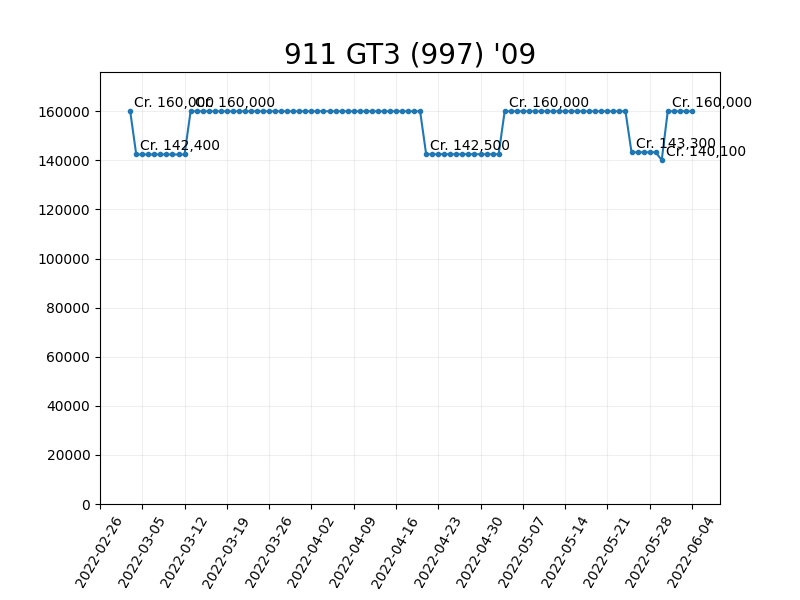 911 GT3 (997) '09
Cr. 160,000
Cr. 160,000
Cr. 160,000
Cr. 160,000
Cr. 142,400
Cr. 142,500
Cr. 143,300
Cr. 140,100
160000
140000
120000
100000
80000
60000
40000
20000
0
2022-02-26
2022-03-05
2022-03-12
2022-03-19
2022-03-26
2022-04-02
2022-04-09
2022-04-16
2022-04-23
2022-04-30
2022-05-07
2022-05-14
2022-05-21
2022-05-28
2022-06-04